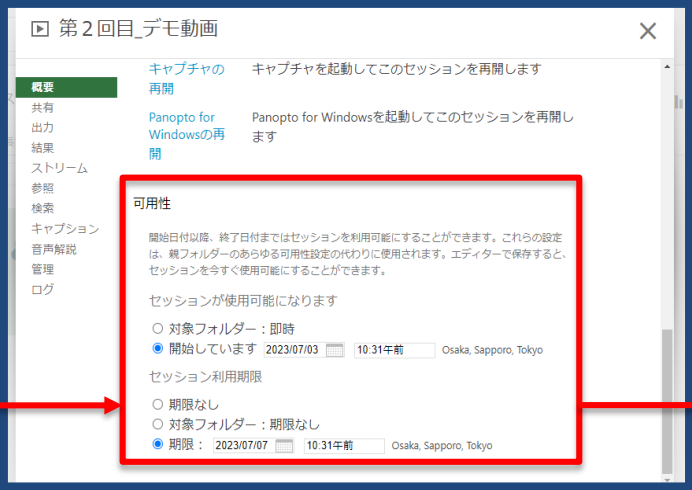 第2回目_デモ動画
概要
共有
出力
結果
ストリーム
参照
検索
キャプション
音声解説
管理
ログ
キャプチャの
再開
キャプチャを起動してこのセッションを再開します
Panopto for
Windowsの再
開
Panopto for Windowsを起動してこのセッションを再開し
ます
可用性
開始日付以降、終了日付まではセッションを利用可能にすることができます。これらの設定
は、親フォルダーのあらゆる可用性設定の代わりに使用されます。エディターで保存すると、
セッションを今すぐ使用可能にすることができます。
セッションが使用可能になります
対象フォルダー：即時
開始しています 2023/07/03 10:31午前 Osaka, Sapporo, Tokyo
セッション利用期限
期限なし
対象フォルダー：期限なし
期限： 2023/07/07 10:31午前 Osaka, Sapporo, Tokyo